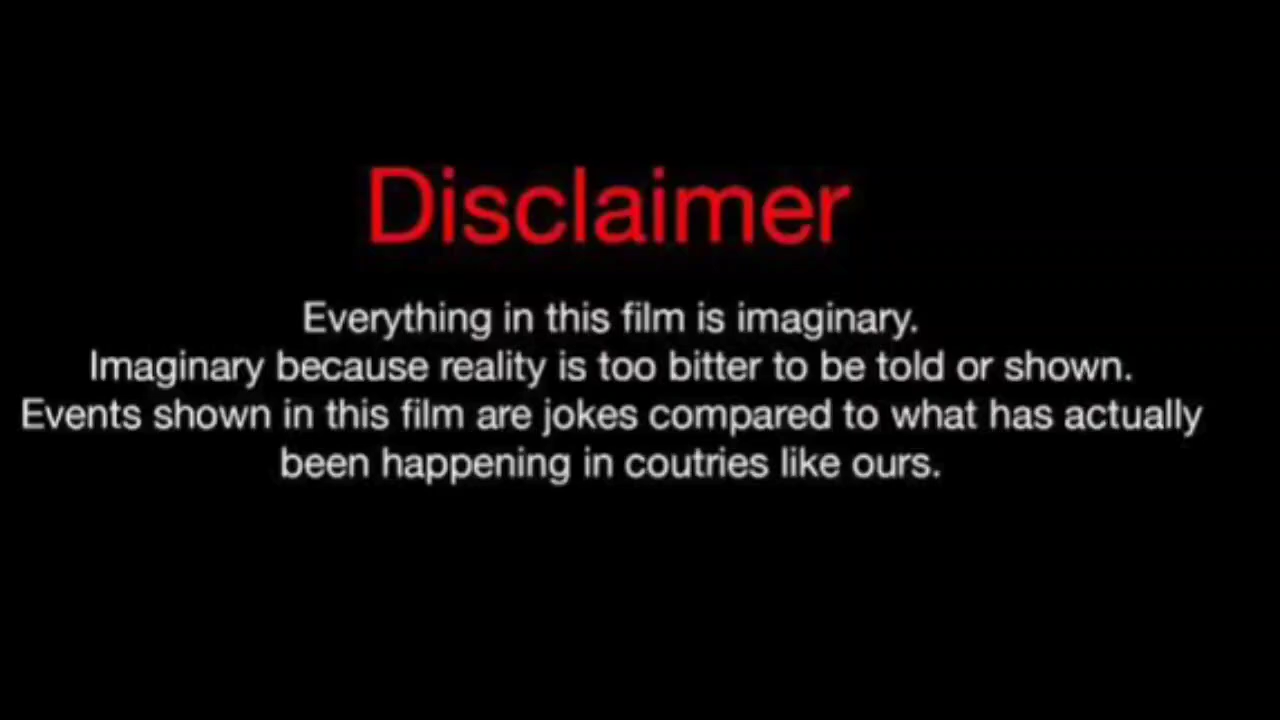 Disclaimer
Everything in this film is imaginary.
Imaginary because reality is too bitter to be told or shown.
Events shown in this film are jokes compared to what has actually
been happening in coutries like ours.